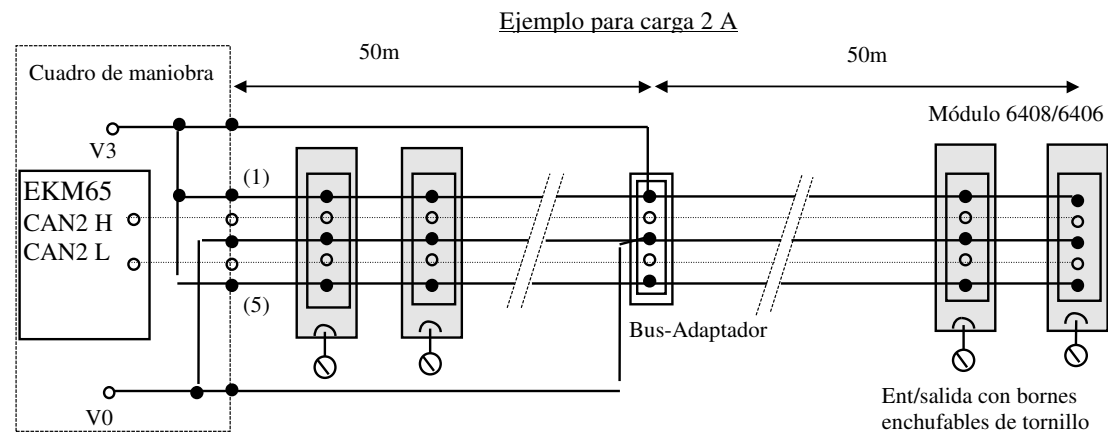 Ejemplo para carga 2 A
50m
50m
Cuadro de maniobra
Módulo 6408/6406
V3
(1)
EKM65
CAN2 H
CAN2 L
(5)
Bus-Adaptador
V0
Ent/salida con bornes
enchufables de tornillo